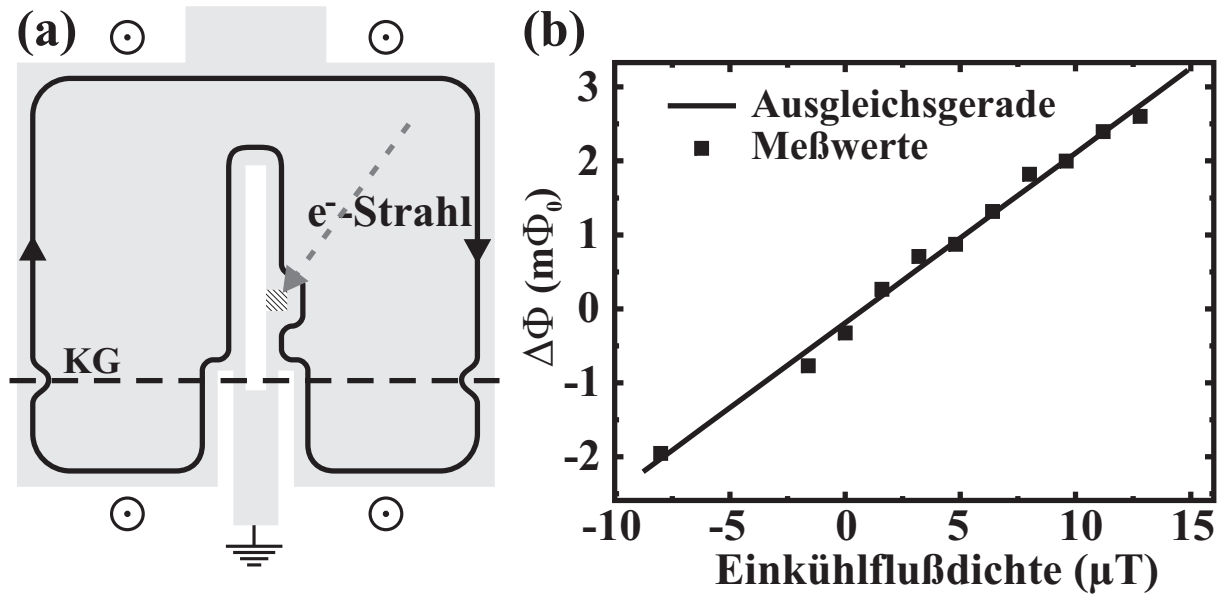 (a)
e⁻-Strahl
KG
(b)
ΔΦ (mΦ₀)
3
2
1
0
-1
-2
Ausgleichsgerade
Meßwerte
-10 -5 0 5 10 15
Einkühlflußdichte (µT)